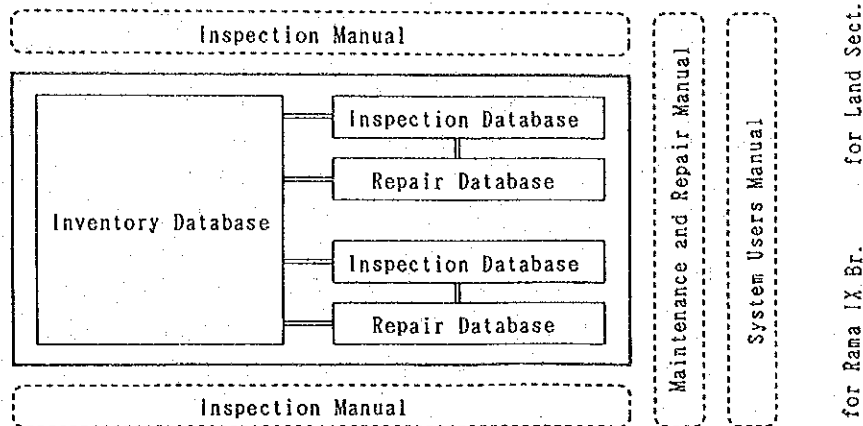 Inspection Manual
Inspection Database
Repair Database
Inventory Database
Inspection Database
Repair Database
Inspection Manual
Maintenance and Repair Manual
System Users Manual
for Land Sect.
for Rama IX Br.